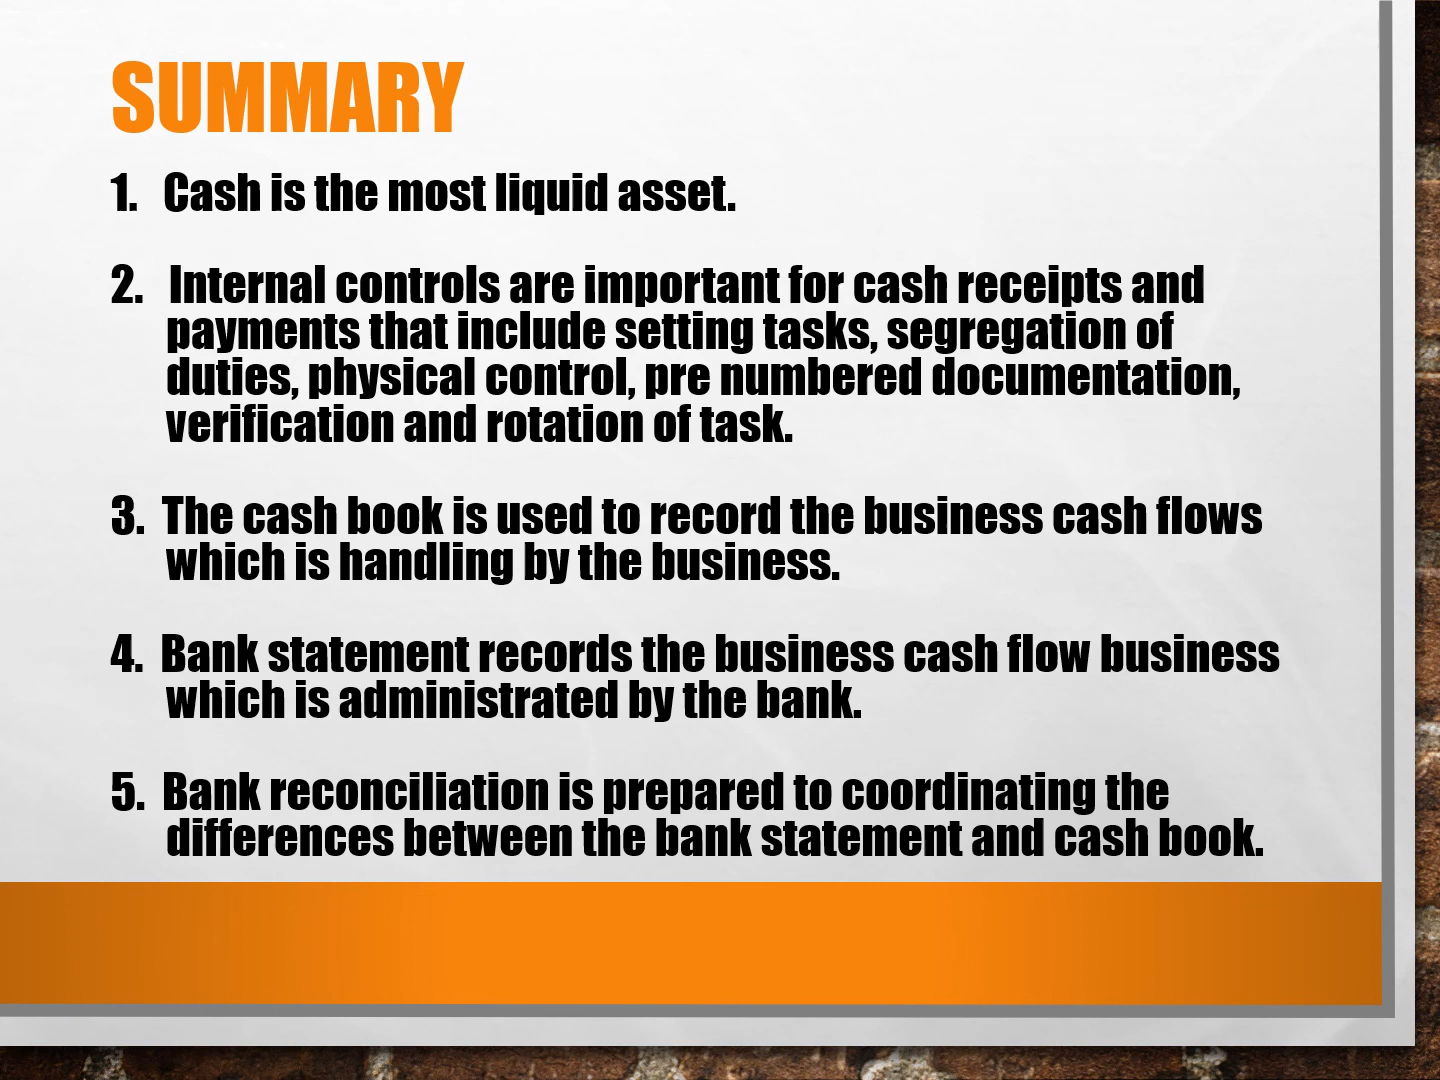 SUMMARY
1. Cash is the most liquid asset.
2. Internal controls are important for cash receipts and
payments that include setting tasks, segregation of
duties, physical control, pre numbered documentation,
verification and rotation of task.
3. The cash book is used to record the business cash flows
which is handling by the business.
4. Bank statement records the business cash flow business
which is administrated by the bank.
5. Bank reconciliation is prepared to coordinating the
differences between the bank statement and cash book.